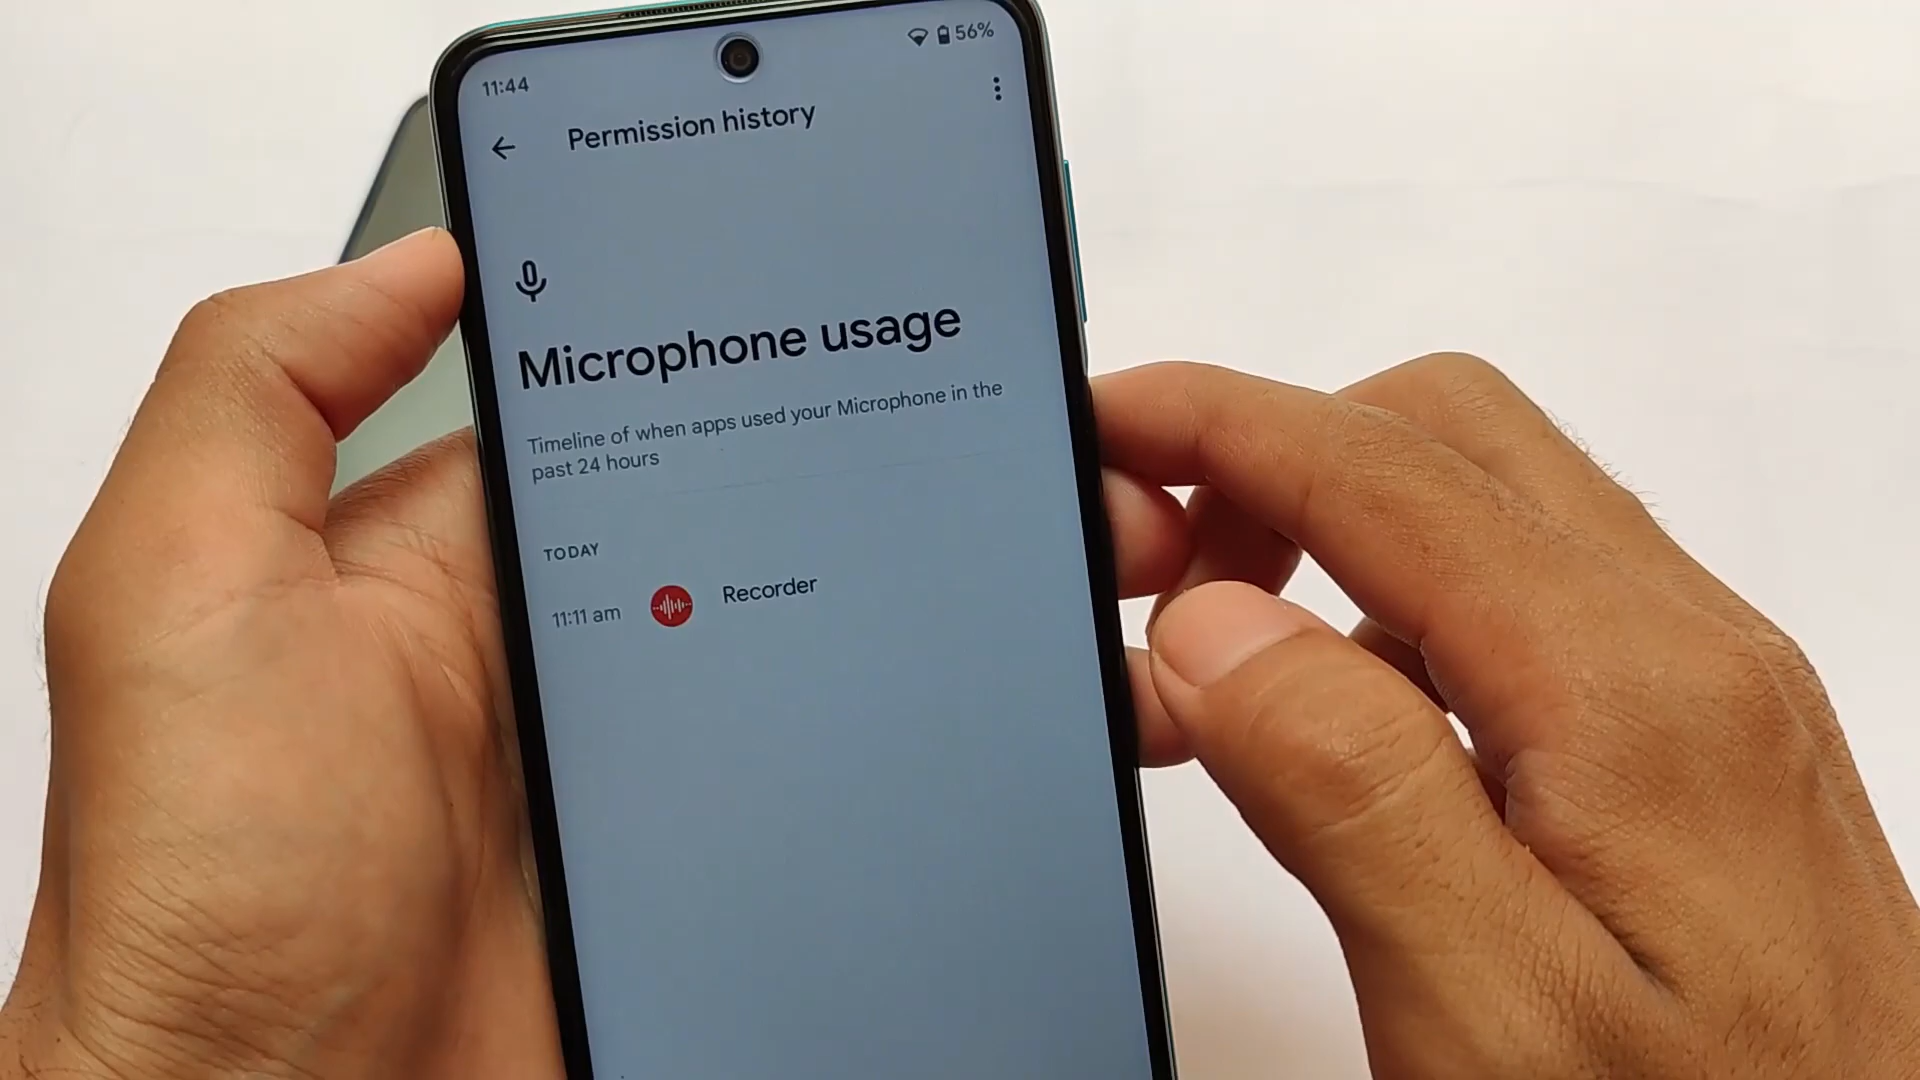 11:44
56%
Permission history
Microphone usage
Timeline of when apps used your Microphone in the
past 24 hours
TODAY
11:11 am
Recorder